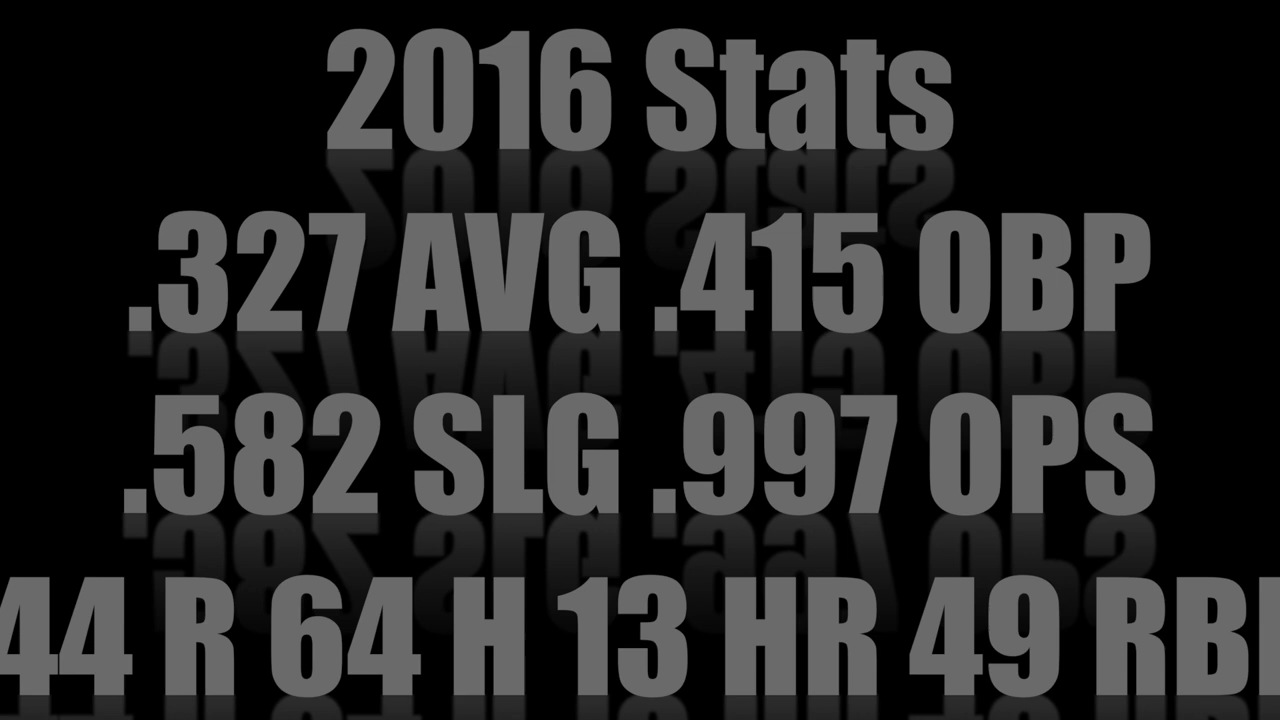 2016 Stats
.327 AVG .415 OBP
.582 SLG .997 OPS
44 R 64 H 13 HR 49 RBI